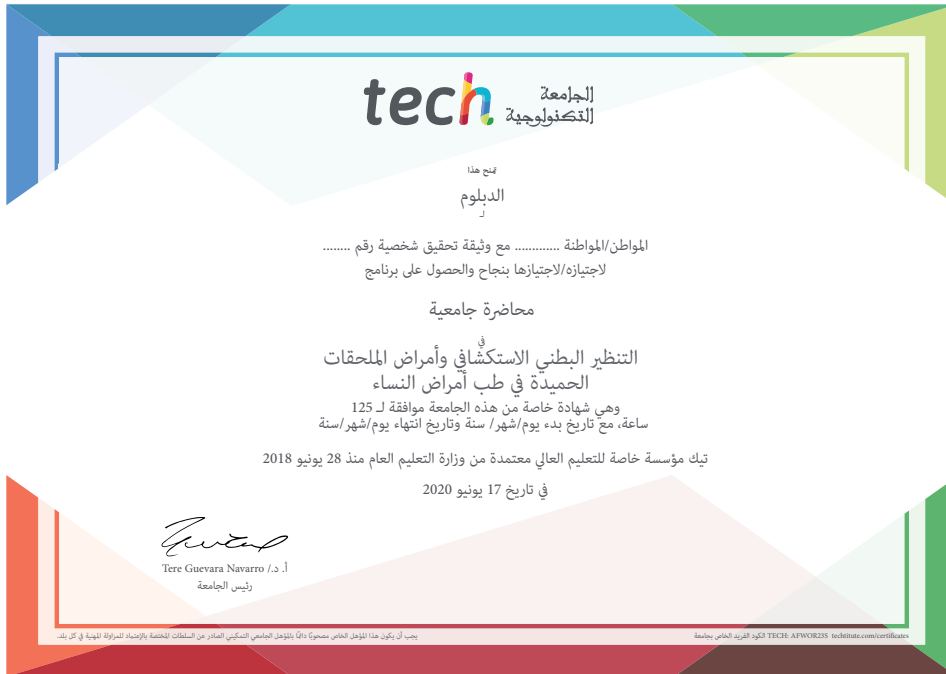 tech الجامعة
التكنولوجية
تمنح هذا
الدبلوم
لـ
المواطن/المواطنة ............ مع وثيقة تحقيق شخصية رقم ........
لاجتيازه/لاجتيازها بنجاح والحصول على برنامج
محاضرة جامعية
في
التنظير البطني الاستكشافي وأمراض الملحقات
الحميدة في طب أمراض النساء
وهي شهادة خاصة من هذه الجامعة موافقة لـ 125
ساعة، مع تاريخ بدء يوم/شهر/ سنة وتاريخ انتهاء يوم/شهر/سنة
تيك مؤسسة خاصة للتعليم العالي معتمدة من وزارة التعليم العام منذ 28 يونيو 2018
في تاريخ 17 يونيو 2020
أ. د./ Tere Guevara Navarro
رئيس الجامعة
يجب أن يكون هذا المؤهل الخاص مصحوبًا دائمًا بالمؤهل الجامعي التمكيني الصادر عن السلطات المختصة بالإعتماد للمزاولة المهنية في كل بلد.
الكود الفريد الخاص بجامعة TECH: AFWOR23S techtitute.com/certificates